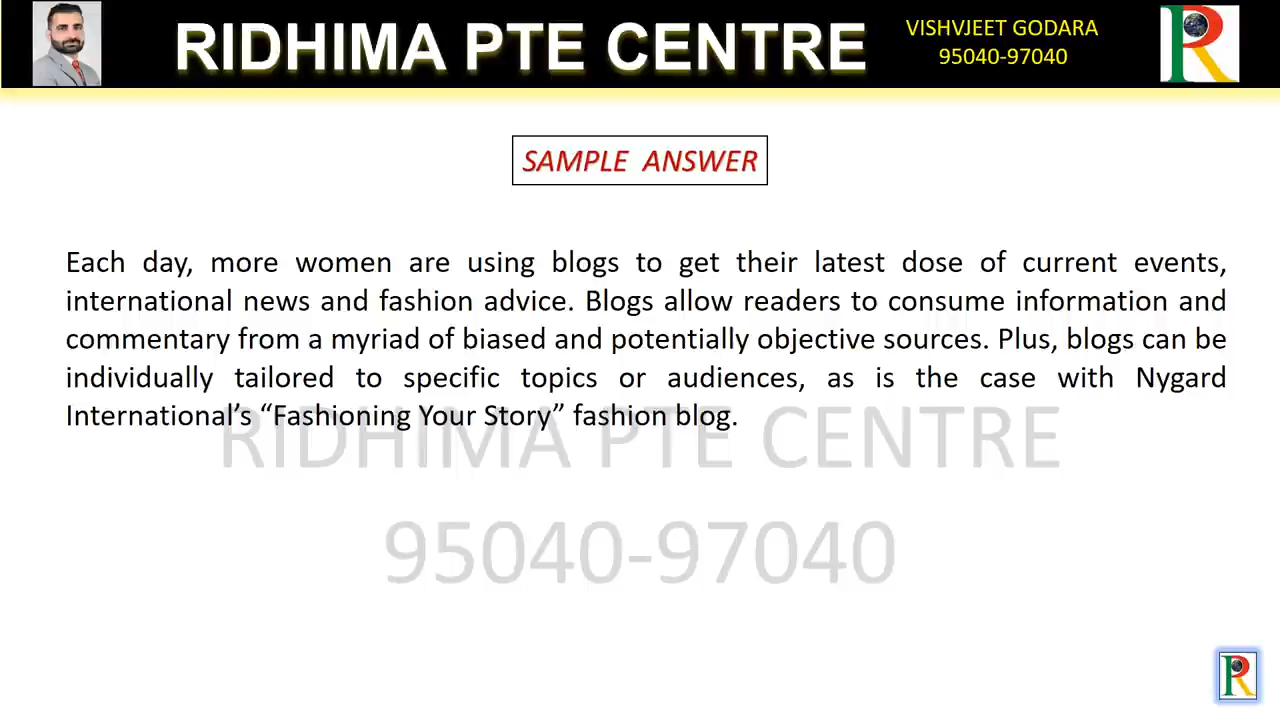 RIDHIMA PTE CENTRE
VISHVJEET GODARA
95040-97040
R
SAMPLE ANSWER
Each day, more women are using blogs to get their latest dose of current events,
international news and fashion advice. Blogs allow readers to consume information and
commentary from a myriad of biased and potentially objective sources. Plus, blogs can be
individually tailored to specific topics or audiences, as is the case with Nygard
International’s “Fashioning Your Story” fashion blog.
RIDHIMA PTE CENTRE
95040-97040
R